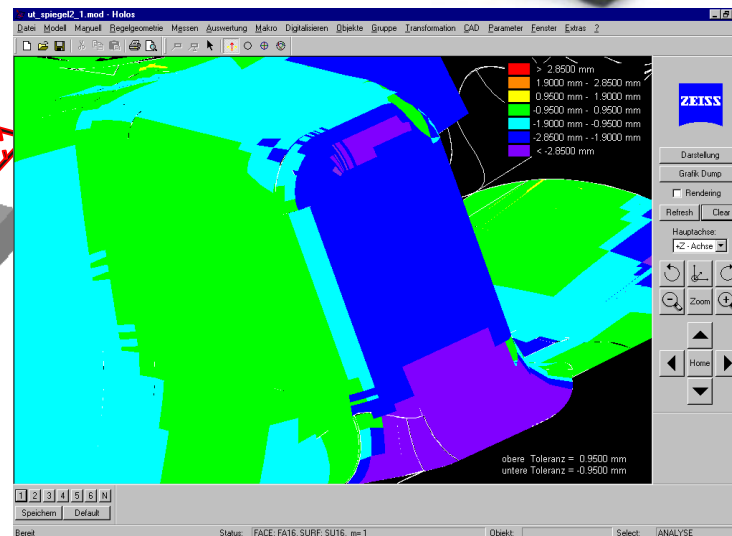 ut_spiegel2_1.mod - Holos
Datei Modell Manuell Regelgeometrie Messen Auswertung Makro Digitalisieren Objekte Gruppe Transformation CAD Parameter Fenster Extras ?
> 2.8500 mm
1.9000 mm - 2.8500 mm
0.9500 mm - 1.9000 mm
-0.9500 mm - 0.9500 mm
-1.9000 mm - -0.9500 mm
-2.8500 mm - -1.9000 mm
< -2.8500 mm
ZEISS
Darstellung
Grafik Dump
Rendering
Refresh Clear
Hauptachse:
+Z - Achse
Zoom
Home
obere Toleranz = 0.9500 mm
untere Toleranz = -0.9500 mm
1 2 3 4 5 6 N
Speichern Default
Bereit Status: FACE: FA16, SURF: SU16, m= 1 Objekt: Select: ANALYSE